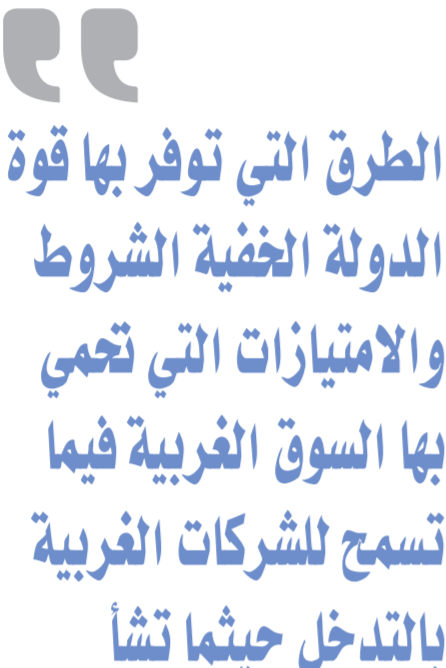 الطرق التي توفر بها قوة
الدولة الخفية الشروط
والامتيازات التي تحمي
بها السوق الغربية فيما
تسمح للشركات الغربية
بالتدخل حيثما تشأ